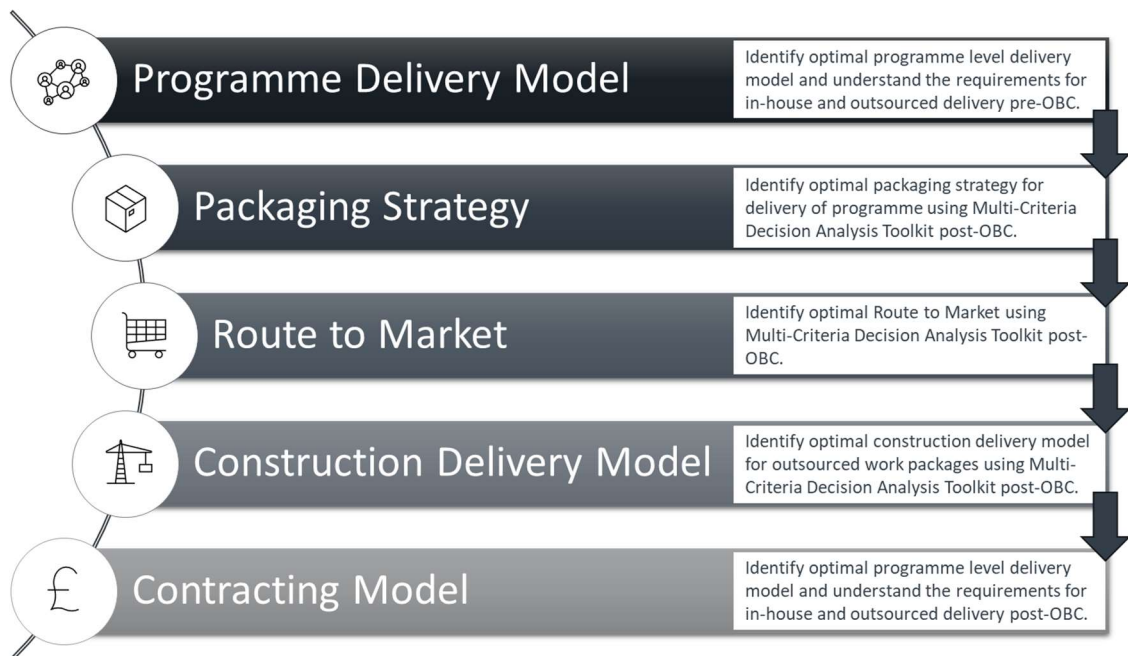 Programme Delivery Model
Identify optimal programme level delivery
model and understand the requirements for
in-house and outsourced delivery pre-OBC.
Packaging Strategy
Identify optimal packaging strategy for
delivery of programme using Multi-Criteria
Decision Analysis Toolkit post-OBC.
Route to Market
Identify optimal Route to Market using
Multi-Criteria Decision Analysis Toolkit post-
OBC.
Construction Delivery Model
Identify optimal construction delivery model
for outsourced work packages using Multi-
Criteria Decision Analysis Toolkit post-OBC.
£
Contracting Model
Identify optimal programme level delivery
model and understand the requirements for
in-house and outsourced delivery post-OBC.